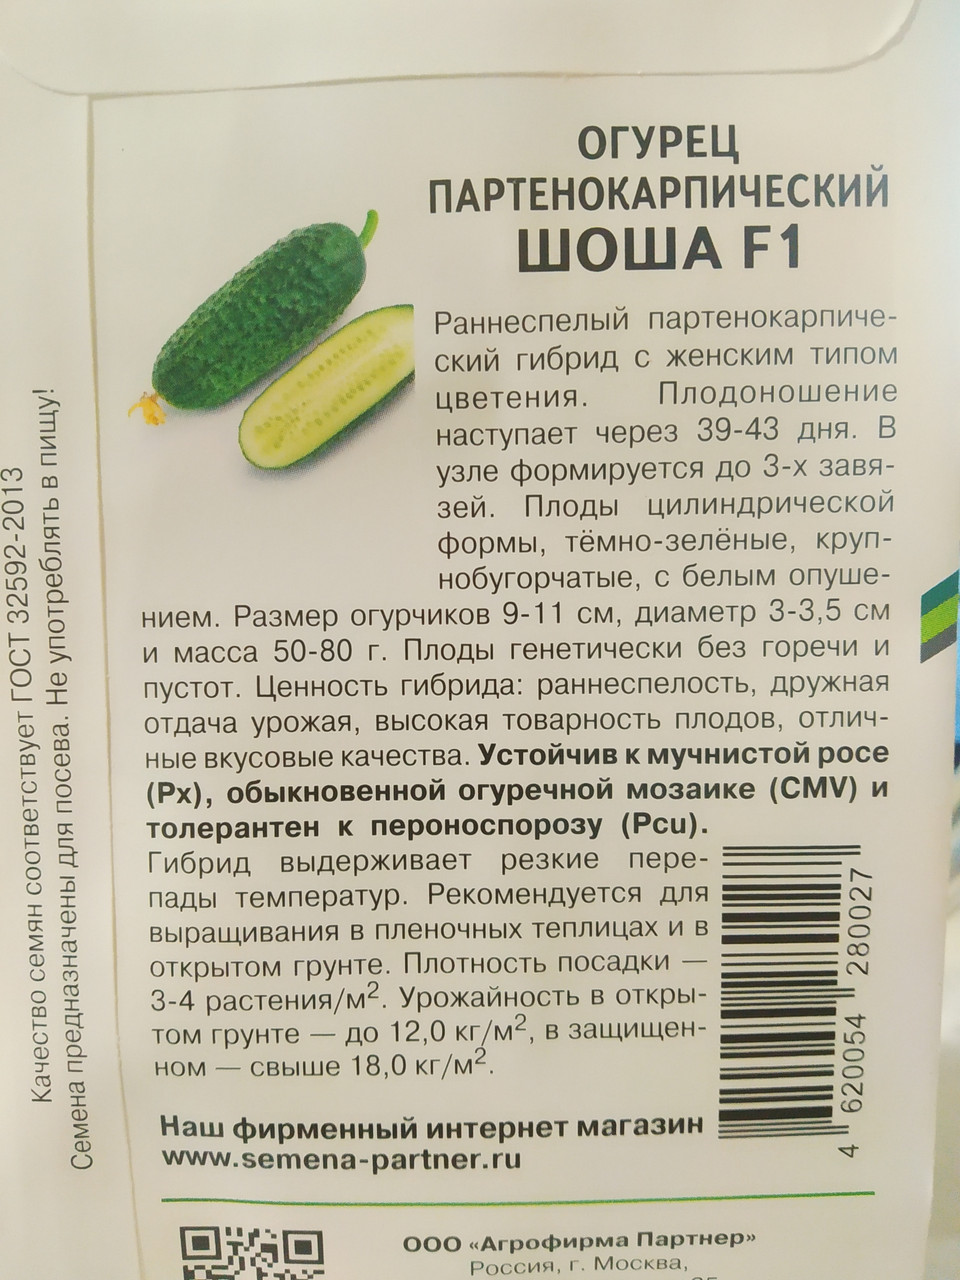 ОГУРЕЦ
ПАРТЕНОКАРПИЧЕСКИЙ
ШОША F1
Раннеспелый партенокарпиче-
ский гибрид с женским типом
цветения. Плодоношение
наступает через 39-43 дня. В
узле формируется до 3-х завя-
зей. Плоды цилиндрической
формы, тёмно-зелёные, круп-
нобугорчатые, с белым опуше-
нием. Размер огурчиков 9-11 см, диаметр 3-3,5 см
и масса 50-80 г. Плоды генетически без горечи и
пустот. Ценность гибрида: раннеспелость, дружная
отдача урожая, высокая товарность плодов, отлич-
ные вкусовые качества. Устойчив к мучнистой росе
(Px), обыкновенной огуречной мозаике (CMV) и
толерантен к пероноспорозу (Pcu).
Гибрид выдерживает резкие пере-
пады температур. Рекомендуется для
выращивания в пленочных теплицах и в
открытом грунте. Плотность посадки —
3-4 растения/м². Урожайность в откры-
том грунте — до 12,0 кг/м², в защищен-
ном — свыше 18,0 кг/м².
4 620054 280027
Наш фирменный интернет магазин
www.semena-partner.ru
ООО «Агрофирма Партнер»
Россия, г. Москва,
Качество семян соответствует ГОСТ 32592-2013
Семена предназначены для посева. Не употреблять в пищу!